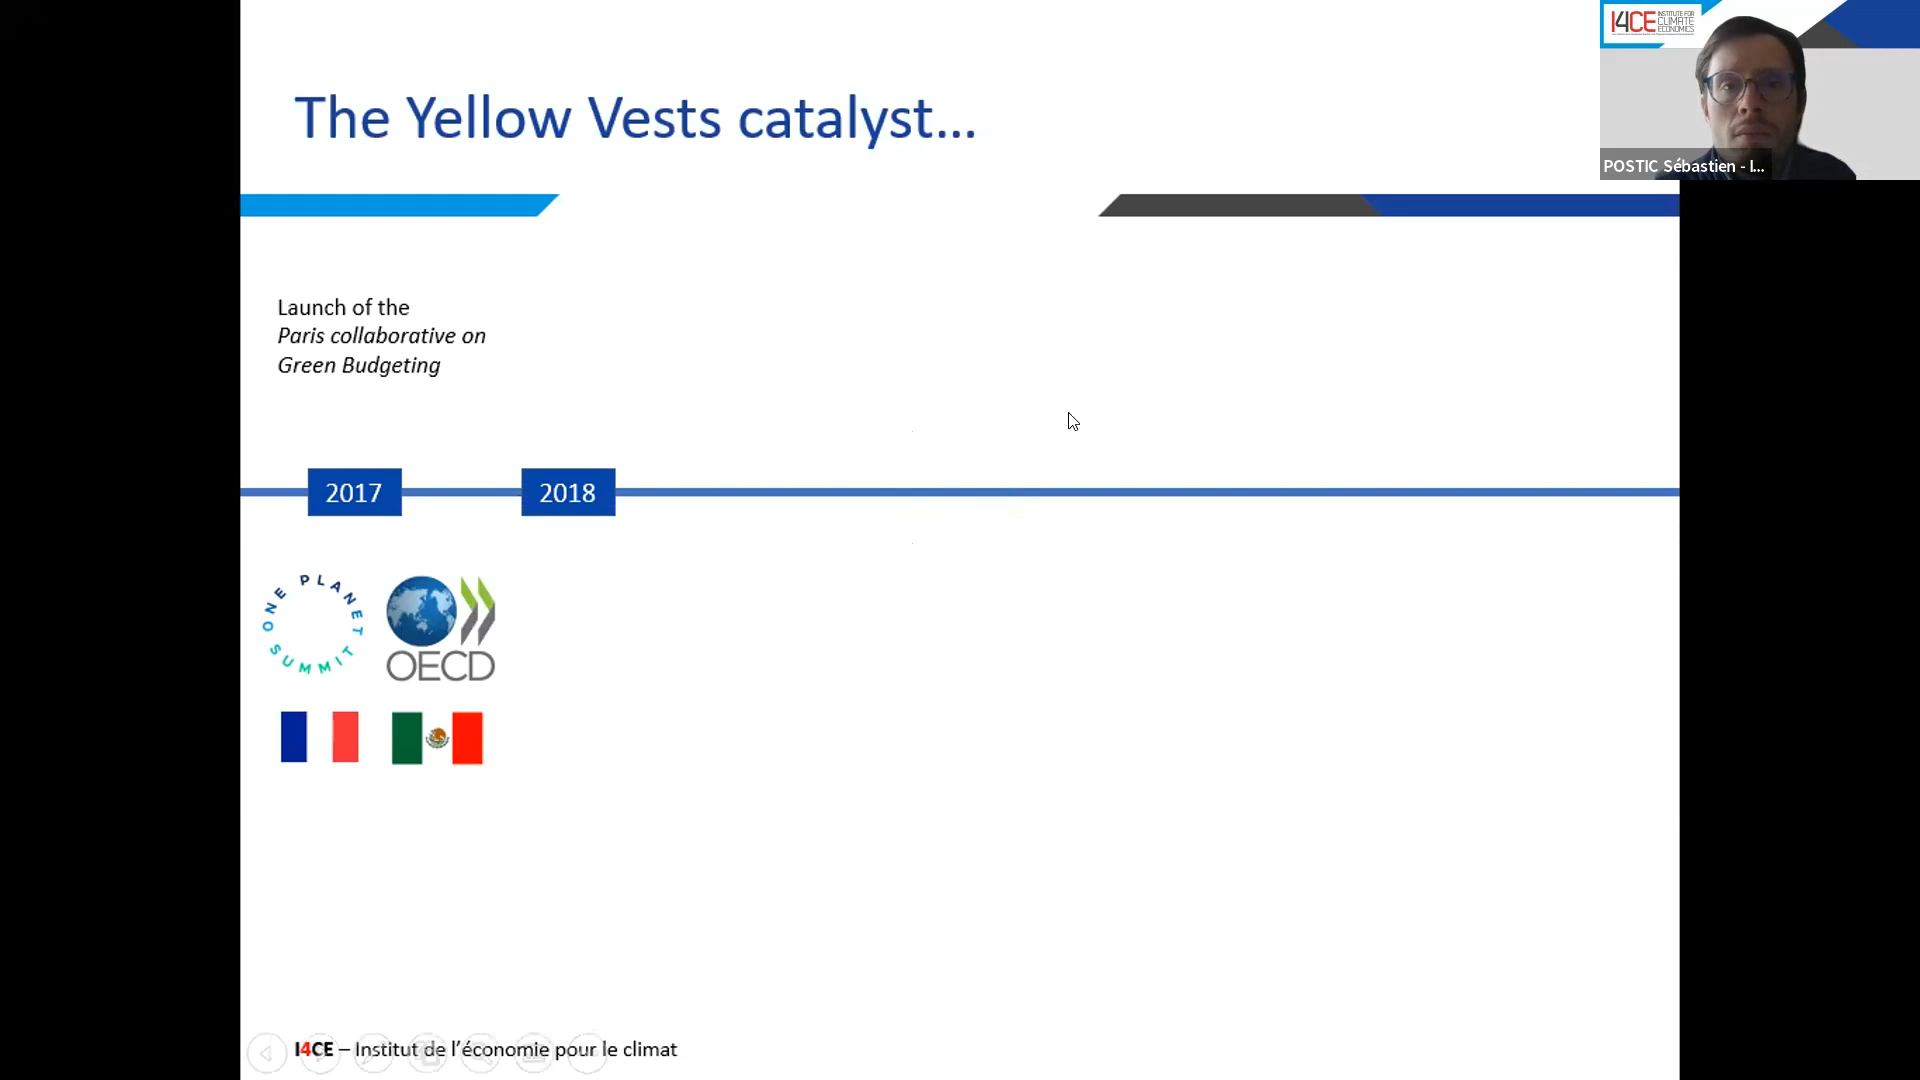 The Yellow Vests catalyst...
I4CE INSTITUTE FOR
CLIMATE
ECONOMICS
POSTIC Sébastien - I...
Launch of the
Paris collaborative on
Green Budgeting
2017
2018
ONE PLANET SUMMIT
OECD
I4CE – Institut de l'économie pour le climat